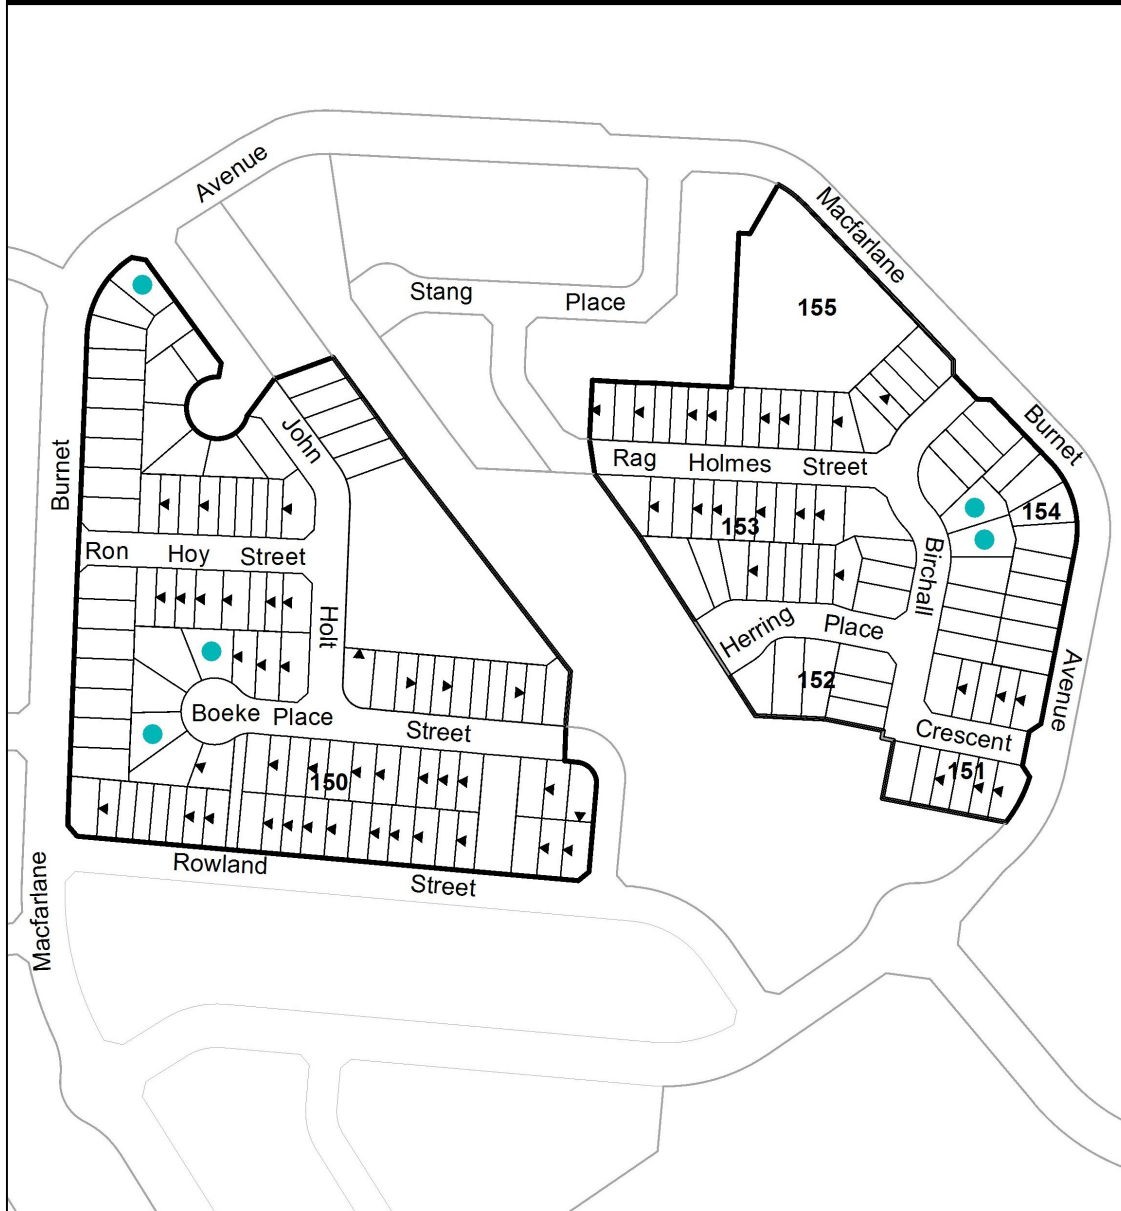 Avenue
Macfarlane
Stang
Place
155
Burnet
Burnet
John
Rag Holmes Street
154
153
Ron Hoy Street
Birchall
Holt
Herring Place
152
Avenue
Boeke Place
Street
Crescent
151
150
Rowland
Street
Macfarlane